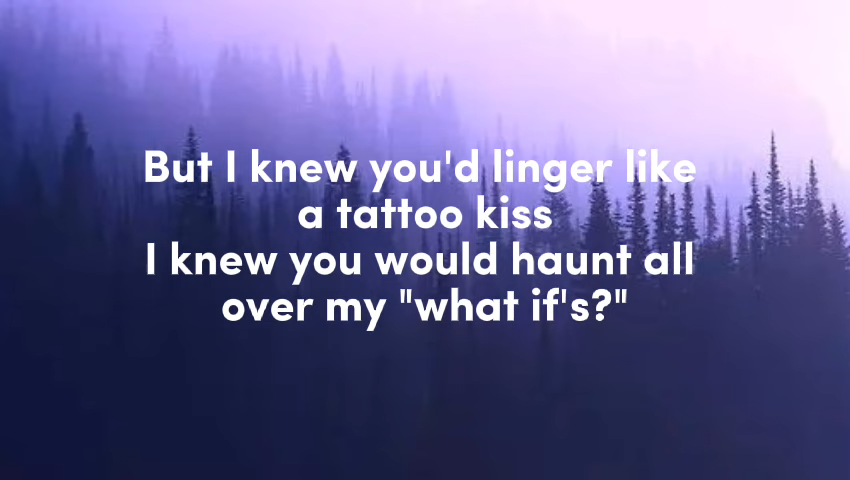 But I knew you'd linger like
a tattoo kiss
I knew you would haunt all
over my "what if's?"